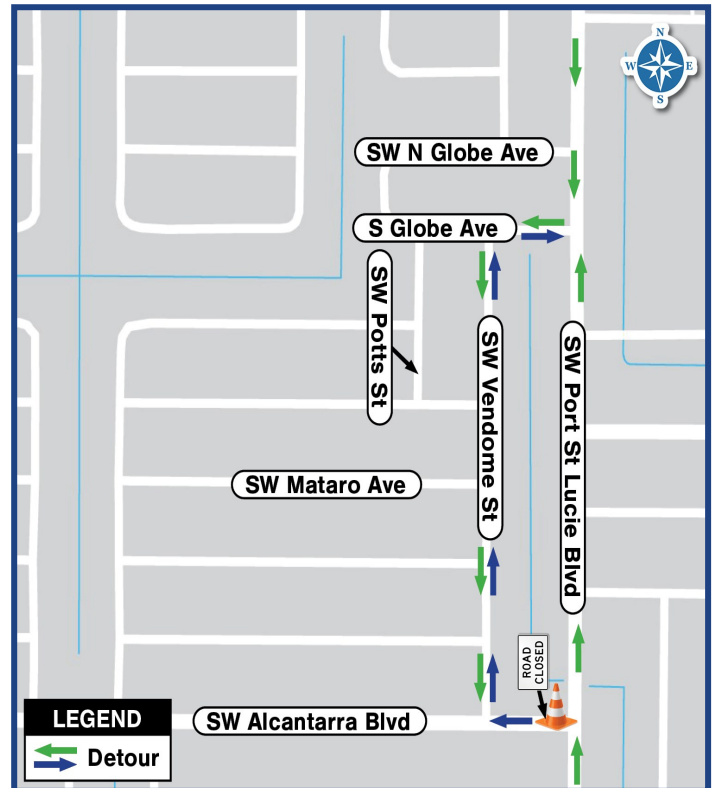 N
W
E
S
SW N Globe Ave
S Globe Ave
SW Potts St
SW Vendome St
SW Port St Lucie Blvd
SW Mataro Ave
ROAD
CLOSED
SW Alcantarra Blvd
LEGEND
Detour